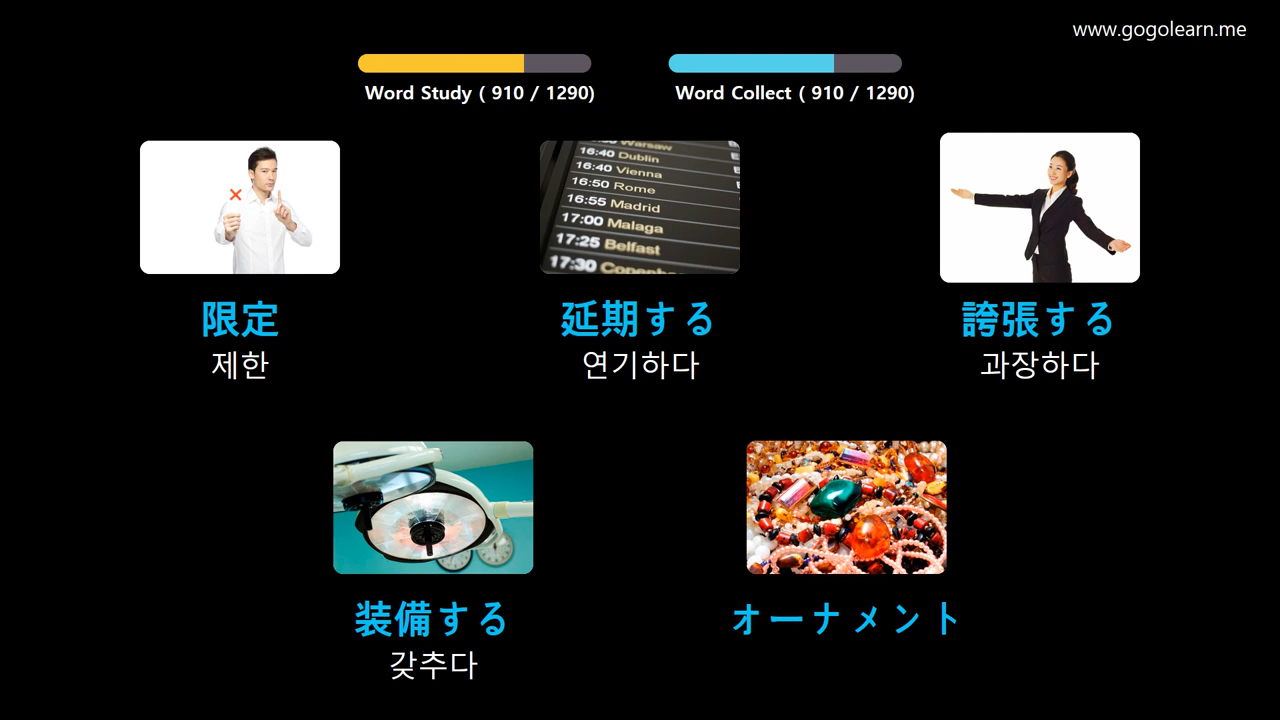 www.gogolearn.me
Word Study ( 910 / 1290)
Word Collect ( 910 / 1290)
Warsaw
16:40 Dublin
16:40 Vienna
16:50 Rome
16:55 Madrid
17:00 Malaga
17:25 Belfast
17:30
限定
제한
延期する
연기하다
誇張する
과장하다
装備する
갖추다
オーナメント